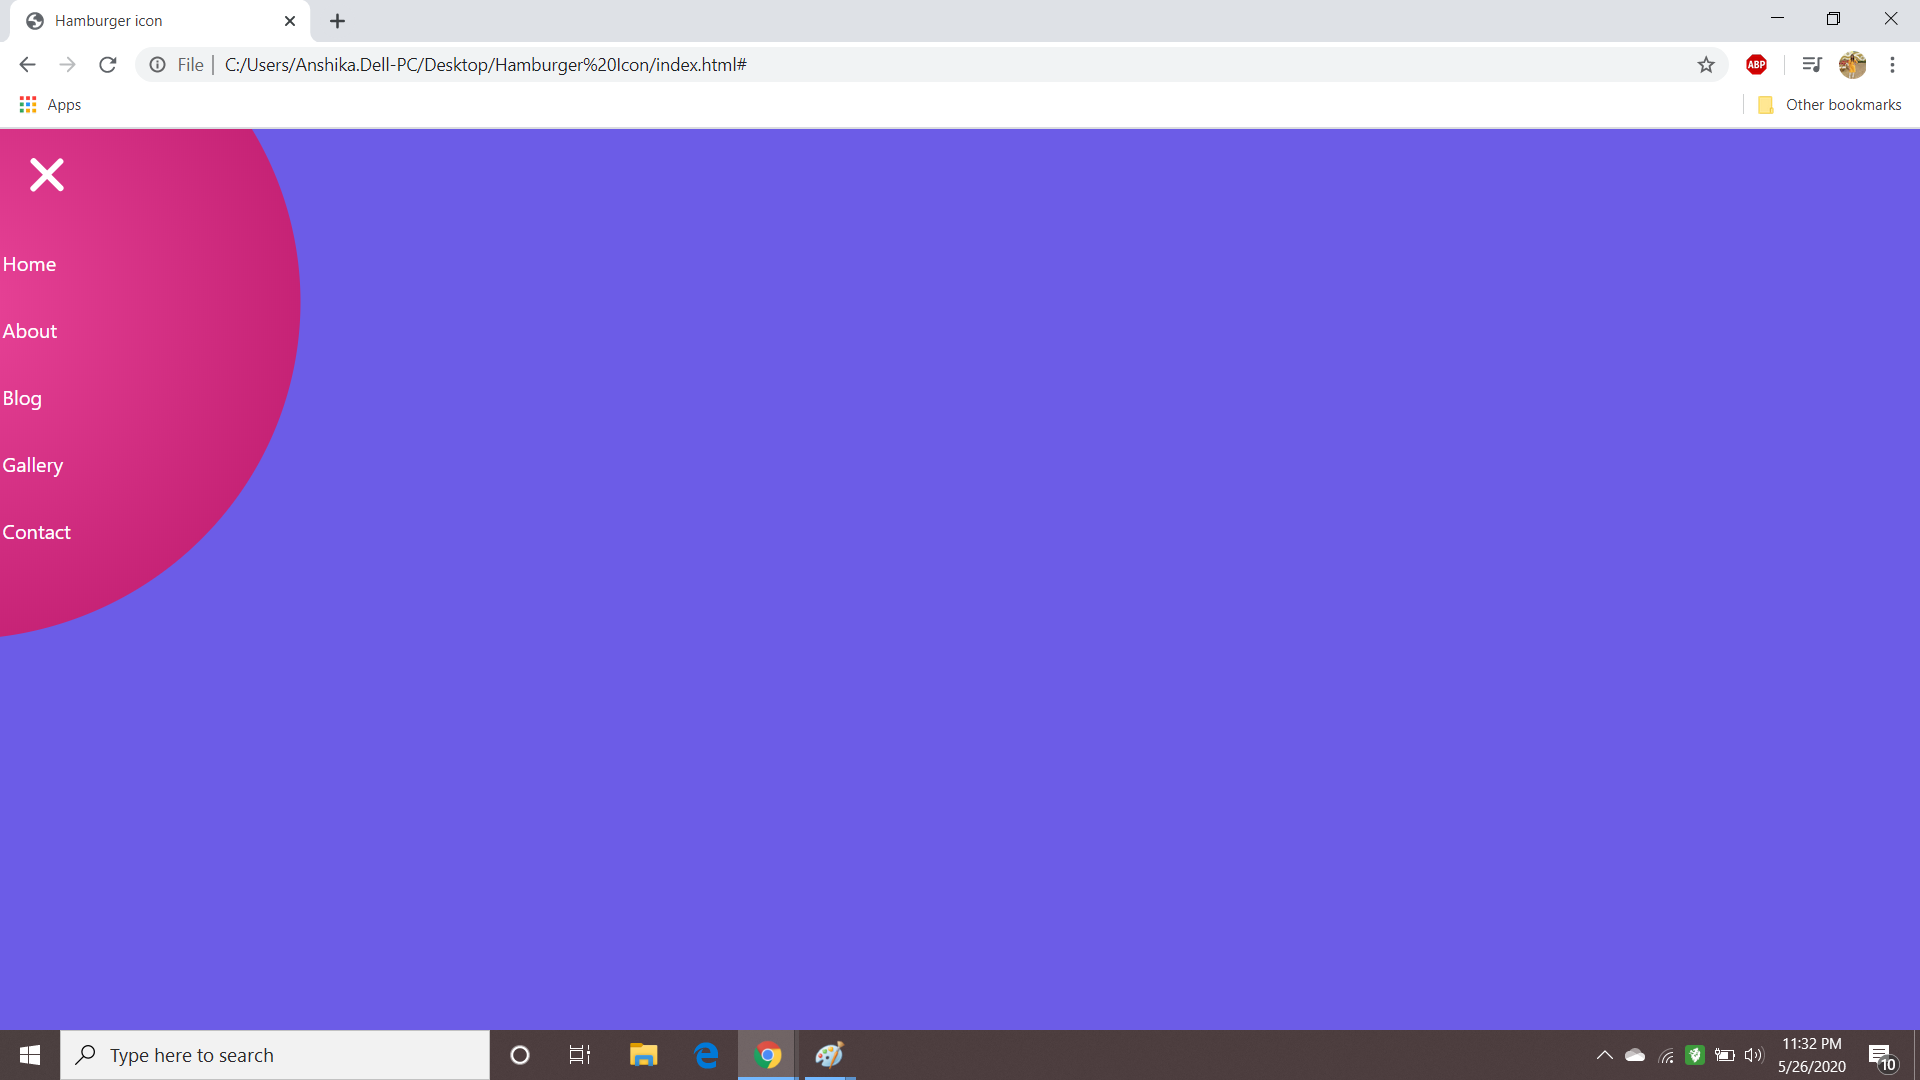 Hamburger icon
File | C:/Users/Anshika.Dell-PC/Desktop/Hamburger%20Icon/index.html#
ABP
Apps
Other bookmarks
Home
About
Blog
Gallery
Contact
Type here to search
11:32 PM
5/26/2020
10